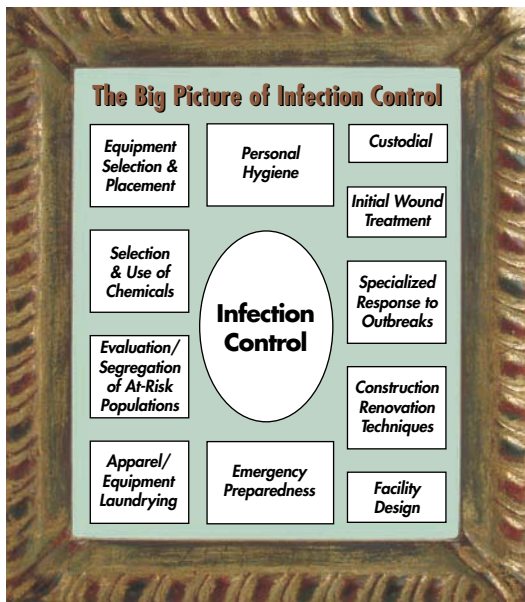 The Big Picture of Infection Control
Equipment
Selection &
Placement
Personal
Hygiene
Custodial
Initial Wound
Treatment
Selection
& Use of
Chemicals
Infection
Control
Specialized
Response to
Outbreaks
Evaluation/
Segregation
of At-Risk
Populations
Construction
Renovation
Techniques
Apparel/
Equipment
Laundrying
Emergency
Preparedness
Facility
Design